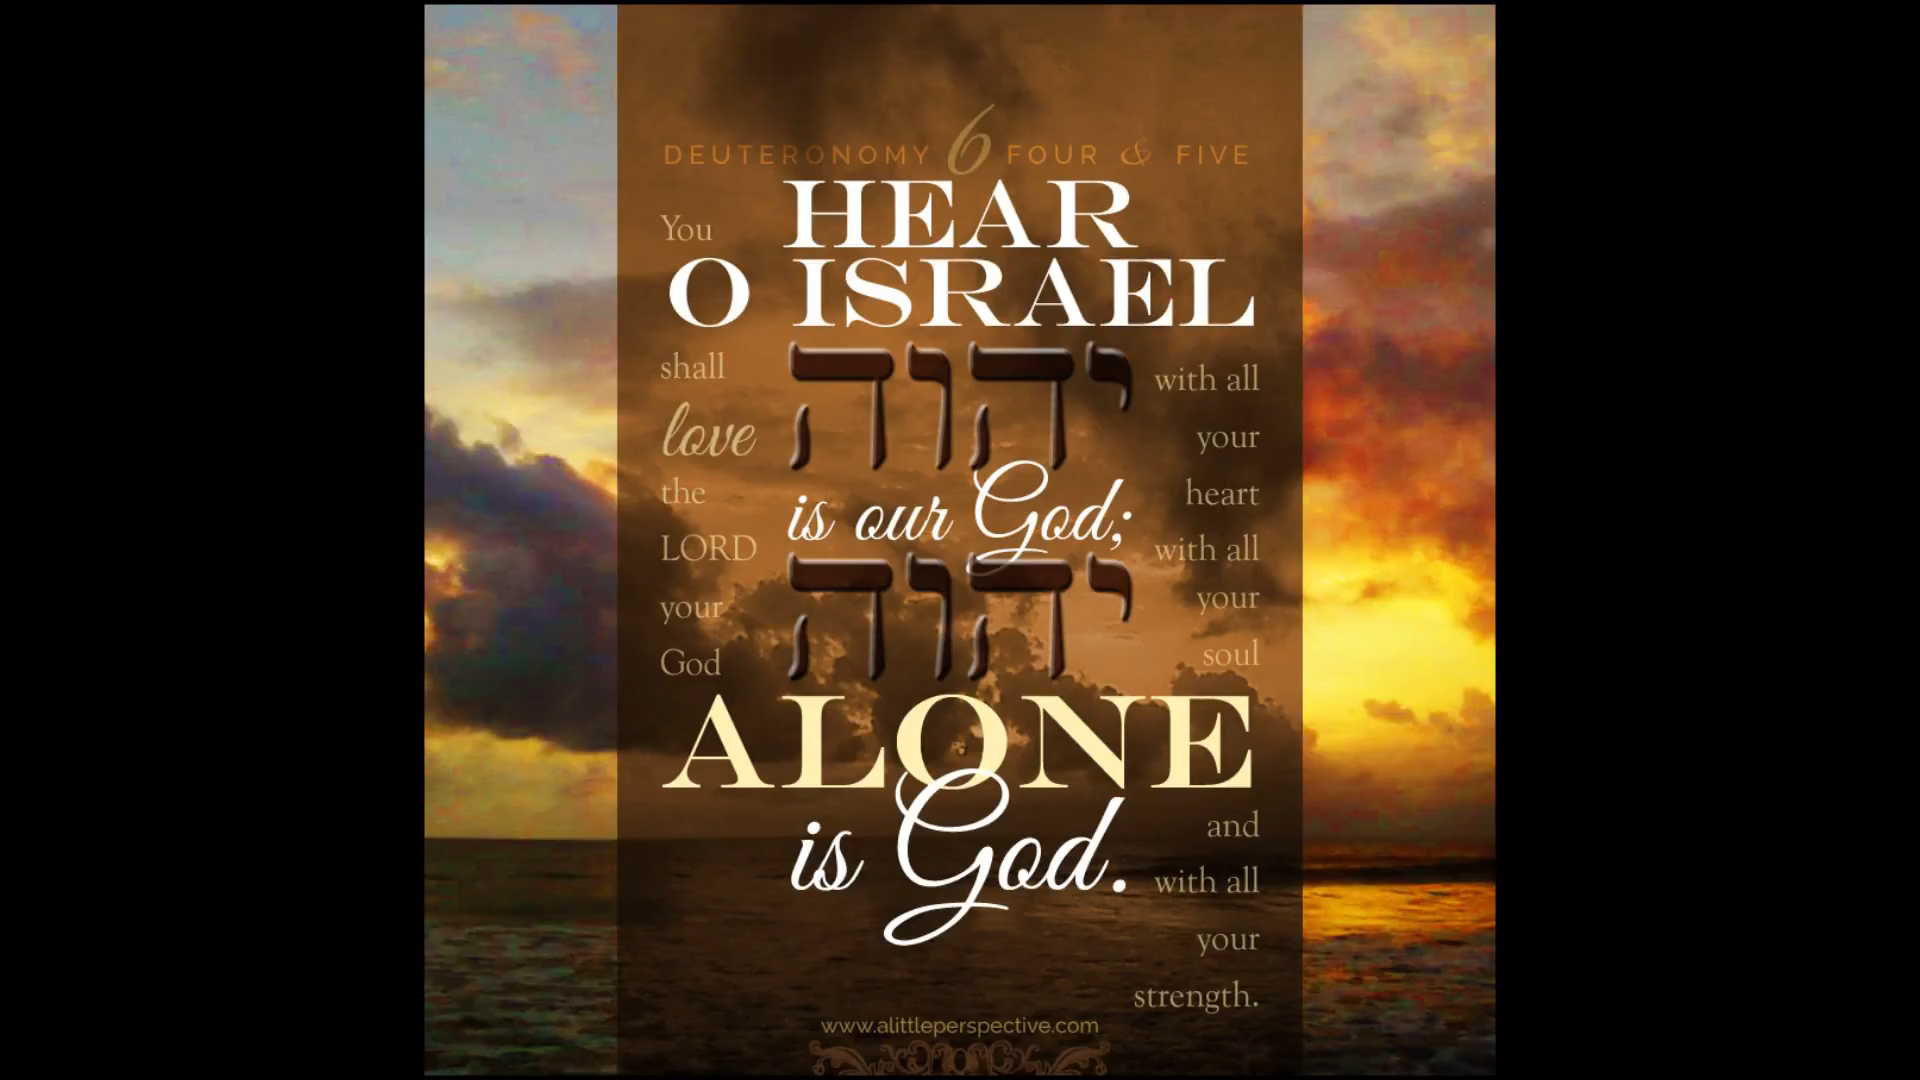 DEUTERONOMY 6 FOUR & FIVE
HEAR
O ISRAEL
יהוה
is our God;
יהוה
ALONE
is God.
You
shall
love
the
LORD
your
God
with all
your
heart
with all
your
soul
and
with all
your
strength.
www.alittleperspective.com